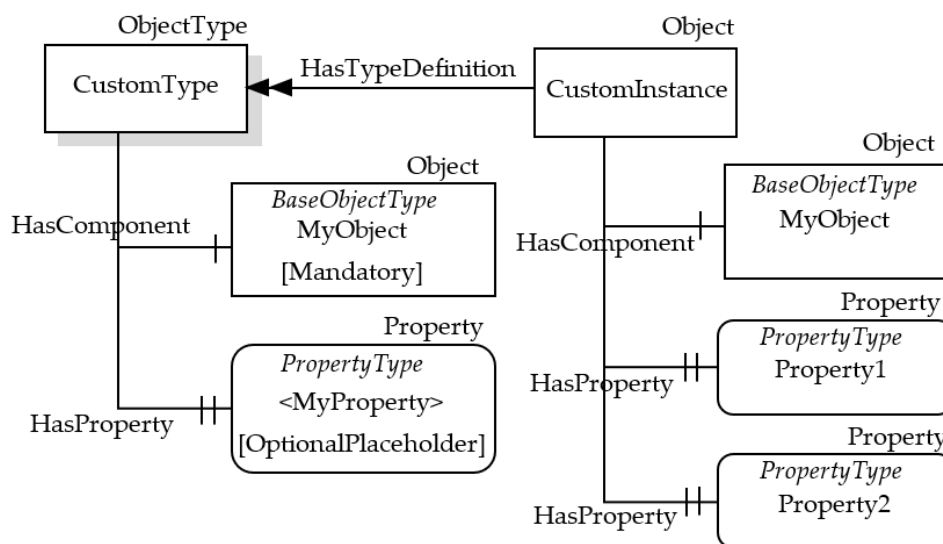 ObjectType
CustomType
HasTypeDefinition
Object
CustomInstance
Object
BaseObjectType
MyObject
[Mandatory]
HasComponent
Property
PropertyType
<MyProperty>
[OptionalPlaceholder]
HasProperty
Object
BaseObjectType
MyObject
HasComponent
Property
PropertyType
Property1
HasProperty
Property
PropertyType
Property2
HasProperty